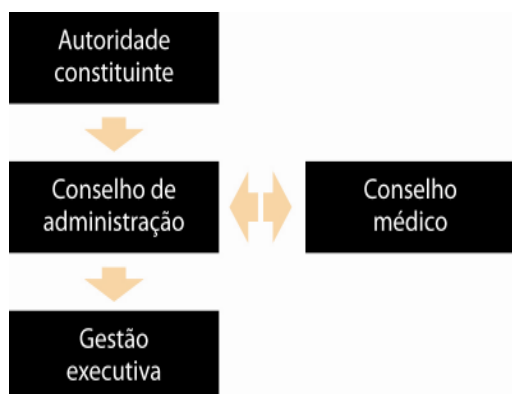 Autoridade
constituinte
Conselho de
administração
Conselho
médico
Gestão
executiva